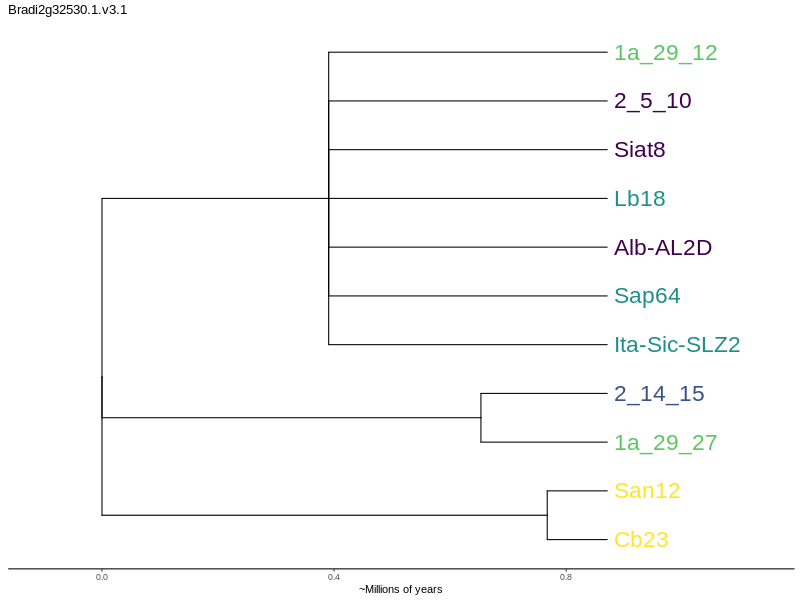 Bradi2g32530.1.v3.1
1a_29_12
2_5_10
Siat8
Lb18
Alb-AL2D
Sap64
Ita-Sic-SLZ2
2_14_15
1a_29_27
San12
Cb23
0.0 0.4 0.8
~Millions of years